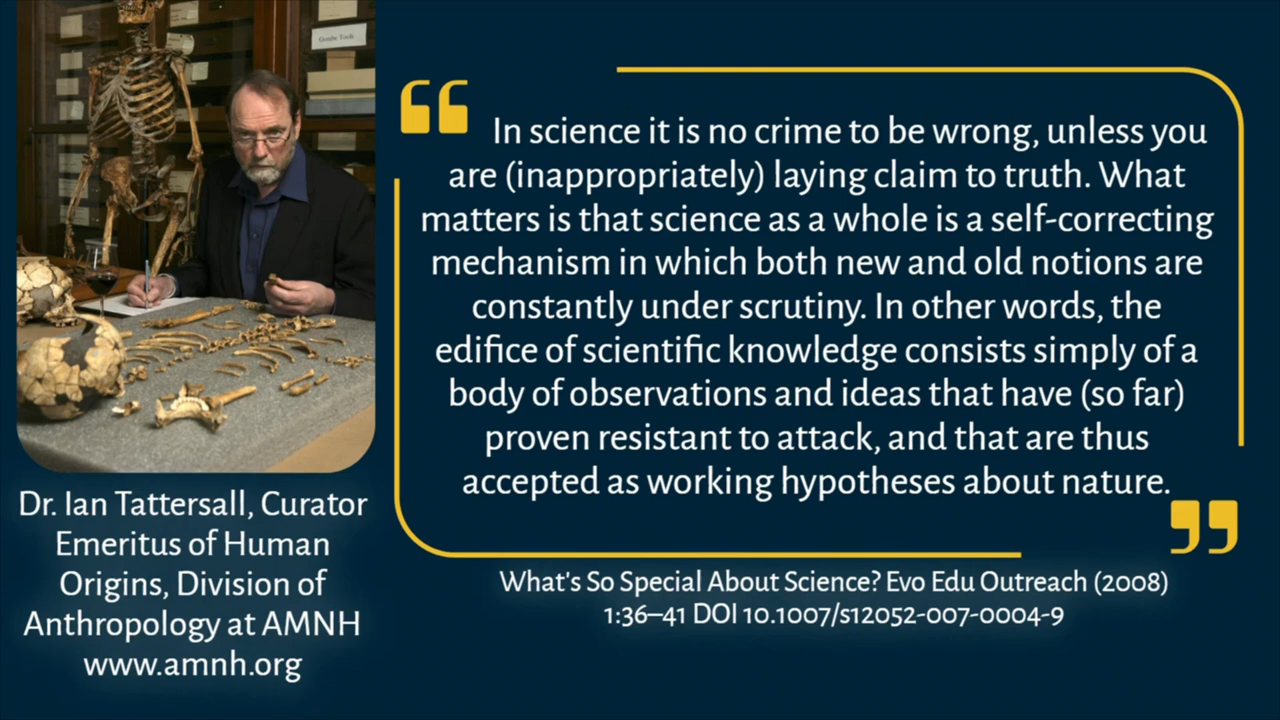 Gombe Tools
“ In science it is no crime to be wrong, unless you
are (inappropriately) laying claim to truth. What
matters is that science as a whole is a self-correcting
mechanism in which both new and old notions are
constantly under scrutiny. In other words, the
edifice of scientific knowledge consists simply of a
body of observations and ideas that have (so far)
proven resistant to attack, and that are thus
accepted as working hypotheses about nature. ”
What's So Special About Science? Evo Edu Outreach (2008)
1:36–41 DOI 10.1007/s12052-007-0004-9
Dr. Ian Tattersall, Curator
Emeritus of Human
Origins, Division of
Anthropology at AMNH
www.amnh.org